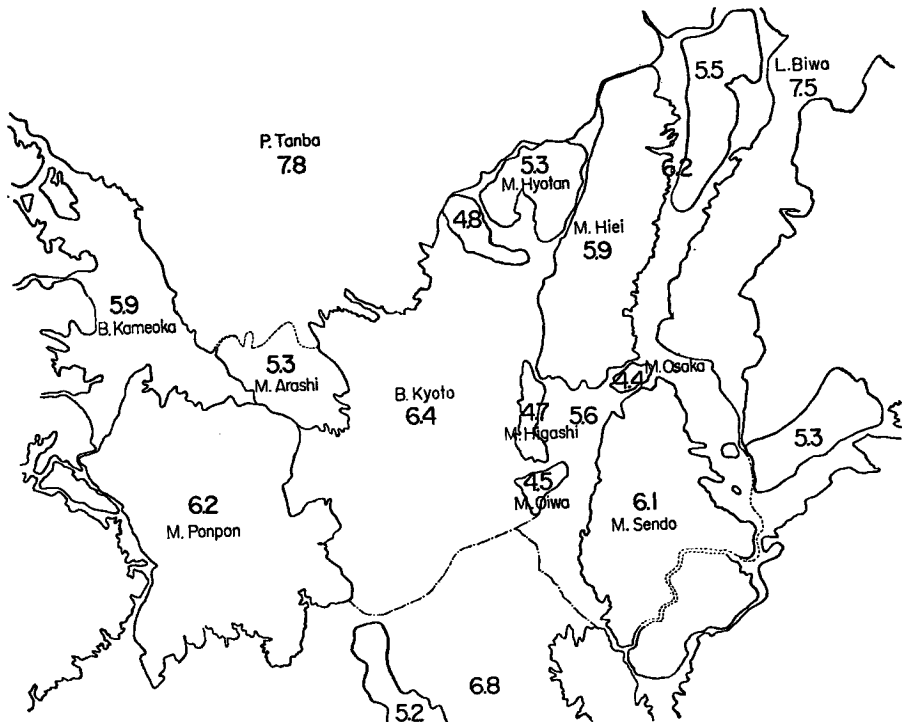 5.5
L. Biwa
7.5
P. Tanba
7.8
5.3
M. Hyotan
6.2
4.8
M. Hiei
5.9
5.9
B. Kameoka
5.3
M. Arashi
M. Osaka
4.4
B. Kyoto
6.4
4.7
M. Higashi
5.6
5.3
4.5
M. Oiwa
6.2
M. Ponpon
6.1
M. Sendo
6.8
5.2